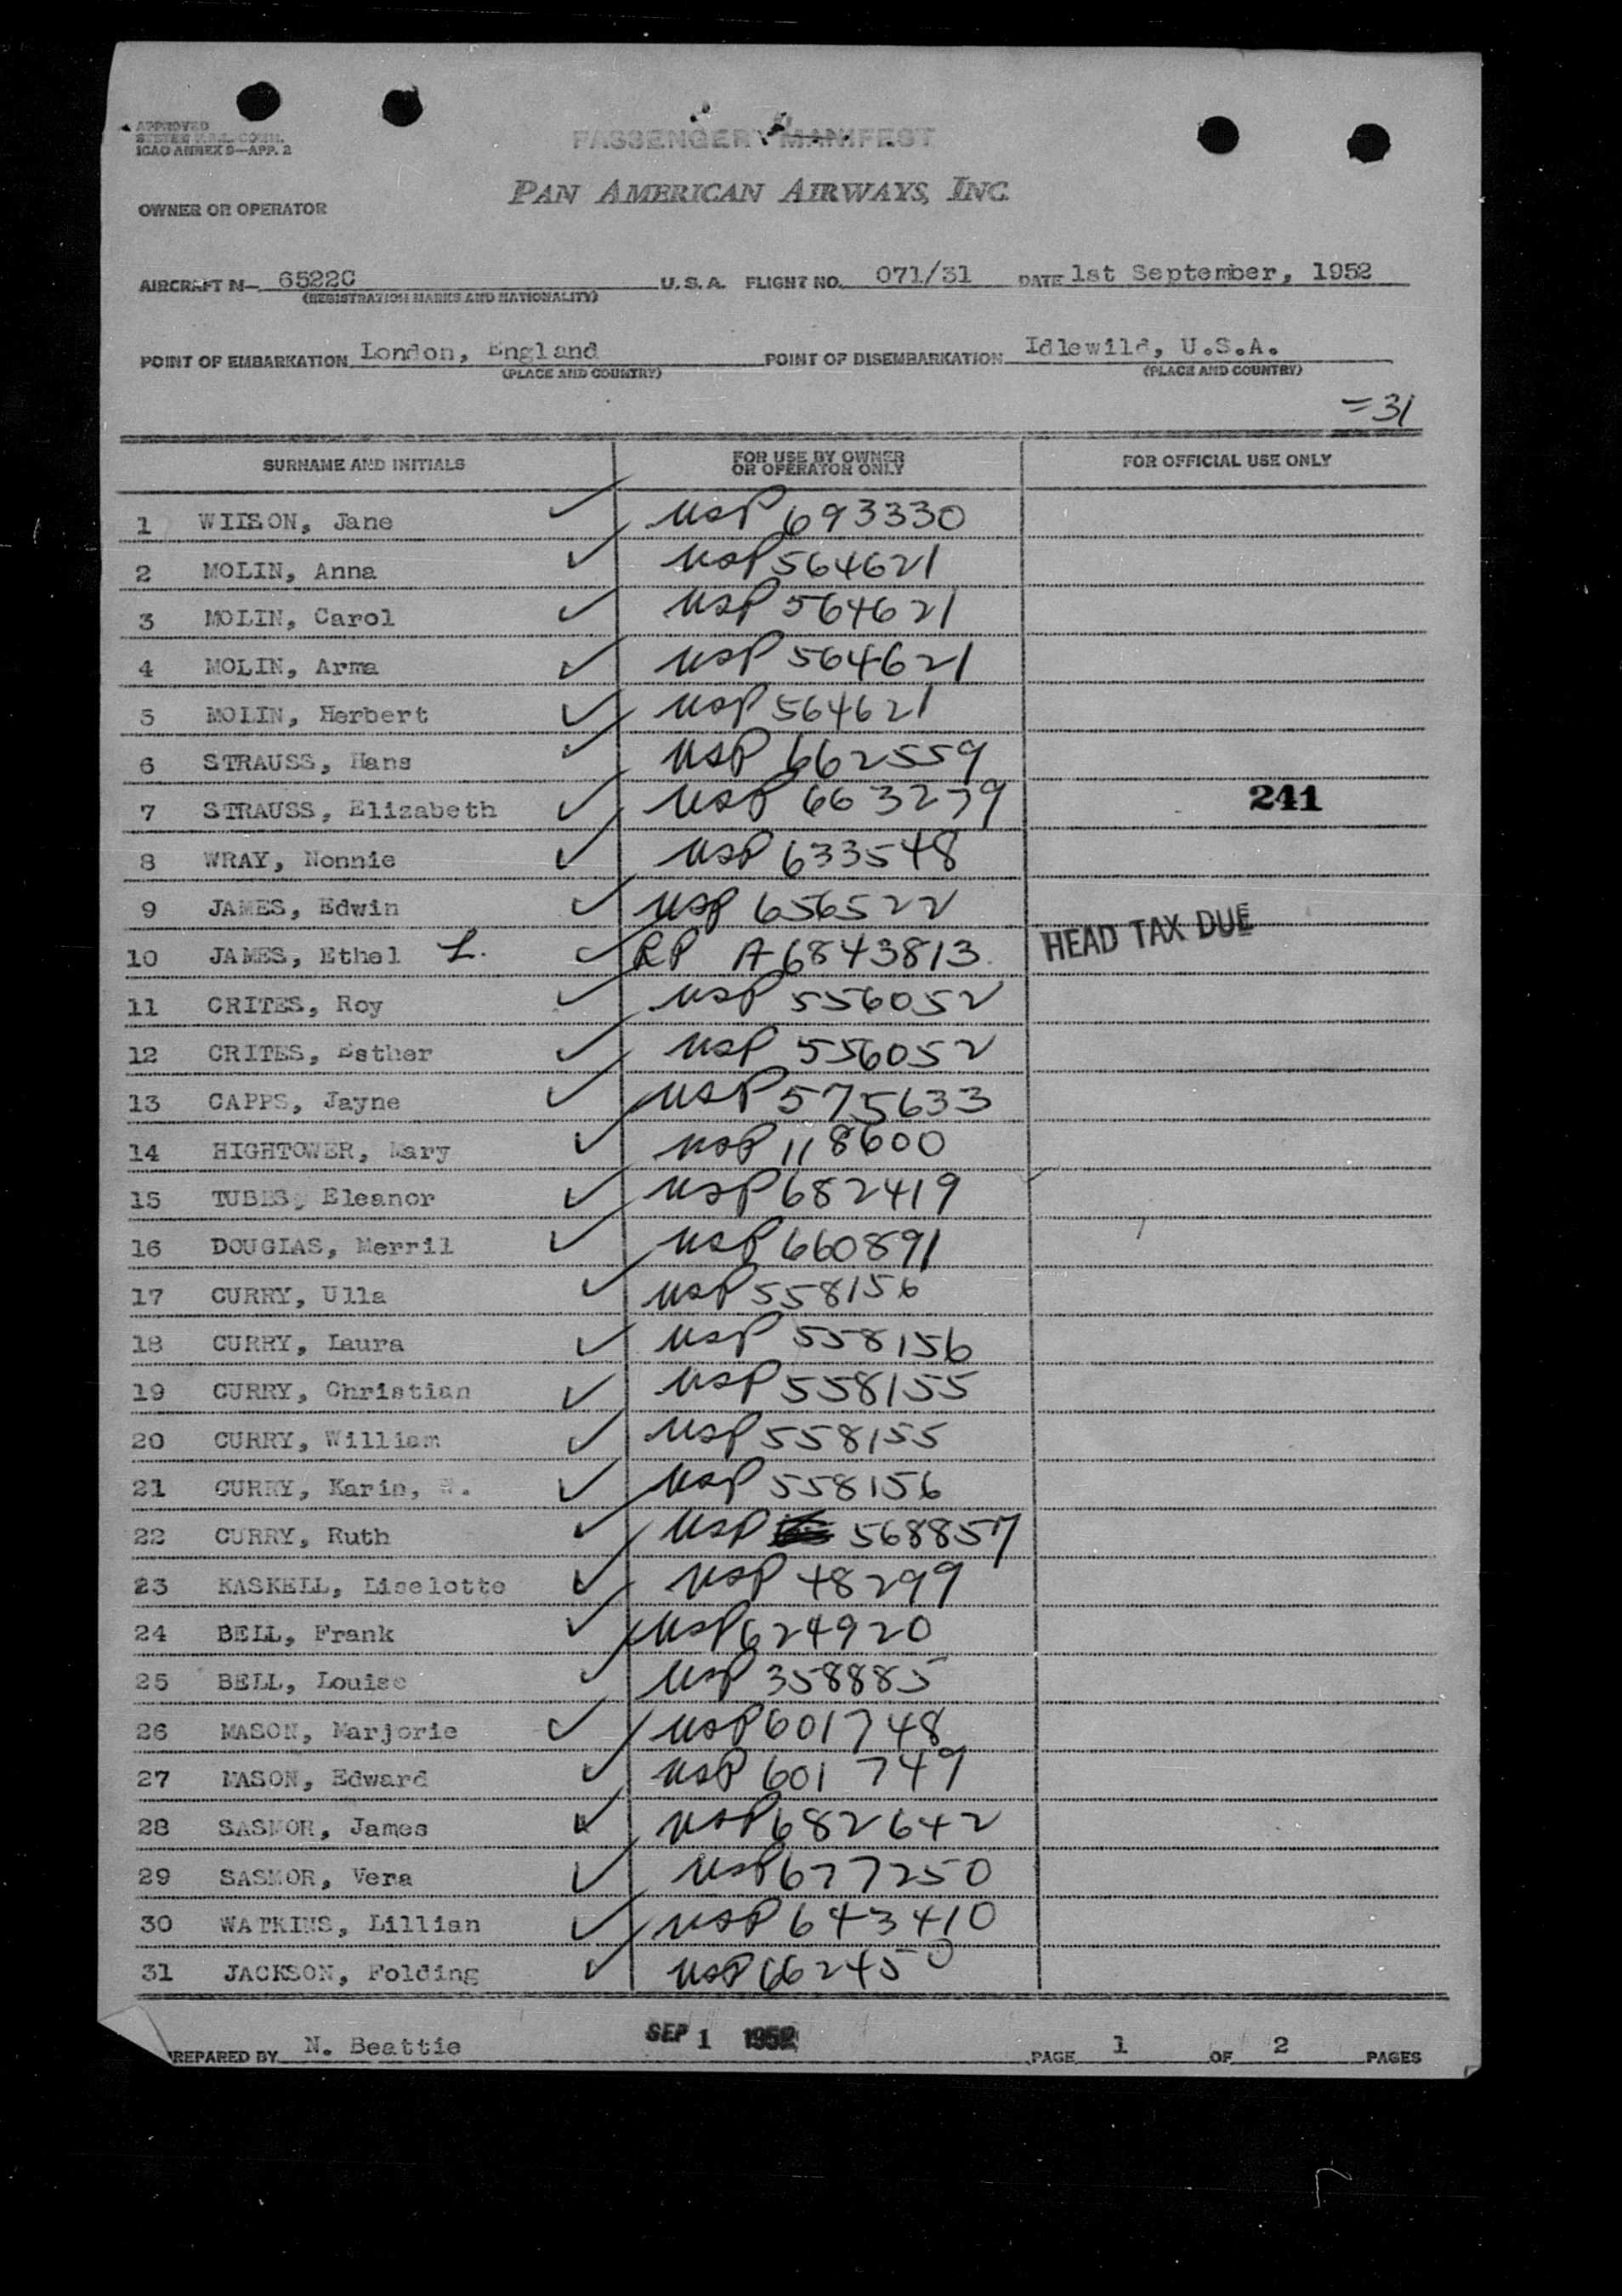 APPROVED
ICAO ANNEX 9—APP. 2
PASSENGER MANIFEST
PAN AMERICAN AIRWAYS, INC.
OWNER OR OPERATOR
AIRCRAFT N— 6522C U.S.A. FLIGHT NO. 071/31 DATE 1st September, 1952
(REGISTRATION MARKS AND NATIONALITY)
POINT OF EMBARKATION London, England POINT OF DISEMBARKATION Idlewild, U.S.A.
(PLACE AND COUNTRY) (PLACE AND COUNTRY)
=31
SURNAME AND INITIALS FOR USE BY OWNER OR OPERATOR ONLY FOR OFFICIAL USE ONLY
1 WILSON, Jane ✓ USP 693330
2 MOLIN, Anna ✓ USP 564621
3 MOLIN, Carol ✓ USP 564621
4 MOLIN, Arma ✓ USP 564621
5 MOLIN, Herbert ✓ USP 564621
6 STRAUSS, Hans ✓ USP 662559
7 STRAUSS, Elizabeth ✓ USP 663279 241
8 WRAY, Nonnie ✓ USP 633548
9 JAMES, Edwin ✓ USP 656522
10 JAMES, Ethel L. ✓ RP A6843813 HEAD TAX DUE
11 CRITES, Roy ✓ USP 556052
12 CRITES, Esther ✓ USP 556052
13 CAPPS, Jayne ✓ USP 575633
14 HIGHTOWER, Mary ✓ USP 118600
15 TUBBS, Eleanor ✓ USP 682419
16 DOUGLAS, Merril ✓ USP 660891
17 CURRY, Ulla ✓ USP 558156
18 CURRY, Laura ✓ USP 558156
19 CURRY, Christian ✓ USP 558155
20 CURRY, William ✓ USP 558155
21 CURRY, Karin, W. ✓ USP 558156
22 CURRY, Ruth ✓ USP 568857
23 KASKELL, Liselotte ✓ USP 48299
24 BELL, Frank ✓ USP 624920
25 BELL, Louise ✓ USP 358885
26 MASON, Marjorie ✓ USP 601748
27 MASON, Edward ✓ USP 601749
28 SASMOR, James ✓ USP 682642
29 SASMOR, Vera ✓ USP 677250
30 WATKINS, Lillian ✓ USP 643410
31 JACKSON, Folding ✓ USP 662450
PREPARED BY N. Beattie SEP 1 1952 PAGE 1 OF 2 PAGES